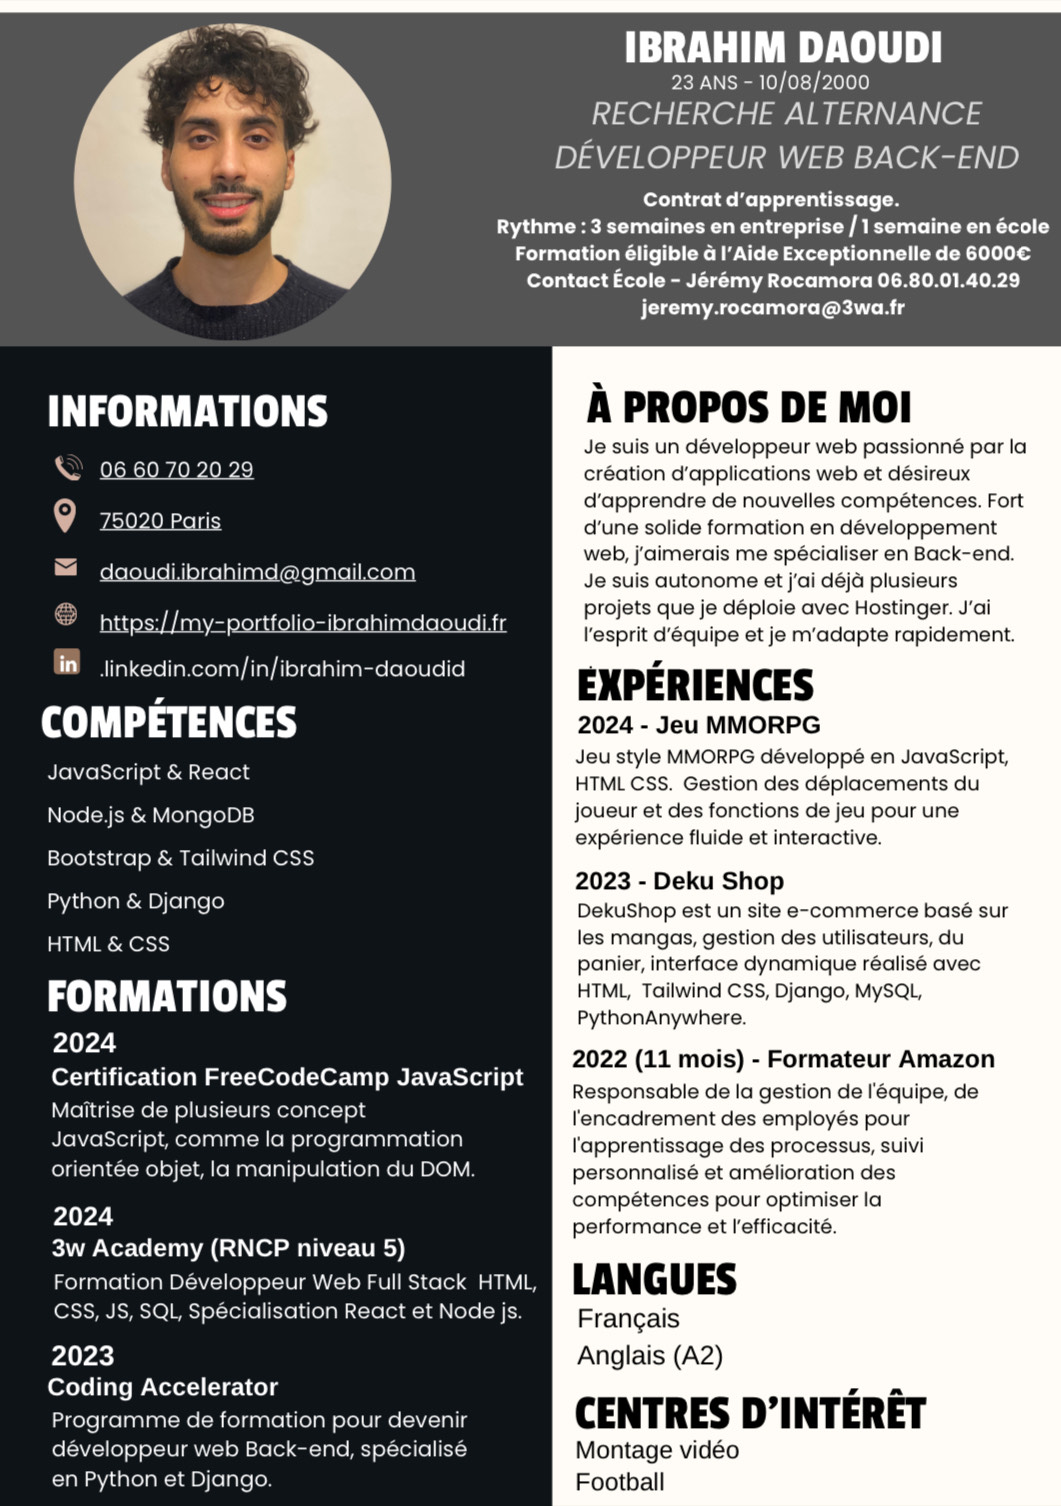 IBRAHIM DAOUDI
23 ANS - 10/08/2000
RECHERCHE ALTERNANCE
DÉVELOPPEUR WEB BACK-END
Contrat d’apprentissage.
Rythme : 3 semaines en entreprise / 1 semaine en école
Formation éligible à l’Aide Exceptionnelle de 6000€
Contact École - Jérémy Rocamora 06.80.01.40.29
jeremy.rocamora@3wa.fr
INFORMATIONS
06 60 70 20 29
75020 Paris
daoudi.ibrahimd@gmail.com
https://my-portfolio-ibrahimdaoudi.fr
in
.linkedin.com/in/ibrahim-daoudid
COMPÉTENCES
JavaScript & React
Node.js & MongoDB
Bootstrap & Tailwind CSS
Python & Django
HTML & CSS
FORMATIONS
2024
Certification FreeCodeCamp JavaScript
Maîtrise de plusieurs concept
JavaScript, comme la programmation
orientée objet, la manipulation du DOM.
2024
3w Academy (RNCP niveau 5)
Formation Développeur Web Full Stack  HTML,
CSS, JS, SQL, Spécialisation React et Node js.
2023
Coding Accelerator
Programme de formation pour devenir
développeur web Back-end, spécialisé
en Python et Django.
À PROPOS DE MOI
Je suis un développeur web passionné par la
création d’applications web et désireux
d’apprendre de nouvelles compétences. Fort
d’une solide formation en développement
web, j’aimerais me spécialiser en Back-end.
Je suis autonome et j’ai déjà plusieurs
projets que je déploie avec Hostinger. J’ai
l’esprit d’équipe et je m’adapte rapidement.
EXPÉRIENCES
2024 - Jeu MMORPG
Jeu style MMORPG développé en JavaScript,
HTML CSS.  Gestion des déplacements du
joueur et des fonctions de jeu pour une
expérience fluide et interactive.
2023 - Deku Shop
DekuShop est un site e-commerce basé sur
les mangas, gestion des utilisateurs, du
panier, interface dynamique réalisé avec
HTML,  Tailwind CSS, Django, MySQL,
PythonAnywhere.
2022 (11 mois) - Formateur Amazon
Responsable de la gestion de l'équipe, de
l'encadrement des employés pour
l'apprentissage des processus, suivi
personnalisé et amélioration des
compétences pour optimiser la
performance et l’efficacité.
LANGUES
Français
Anglais (A2)
CENTRES D’INTÉRÊT
Montage vidéo
Football